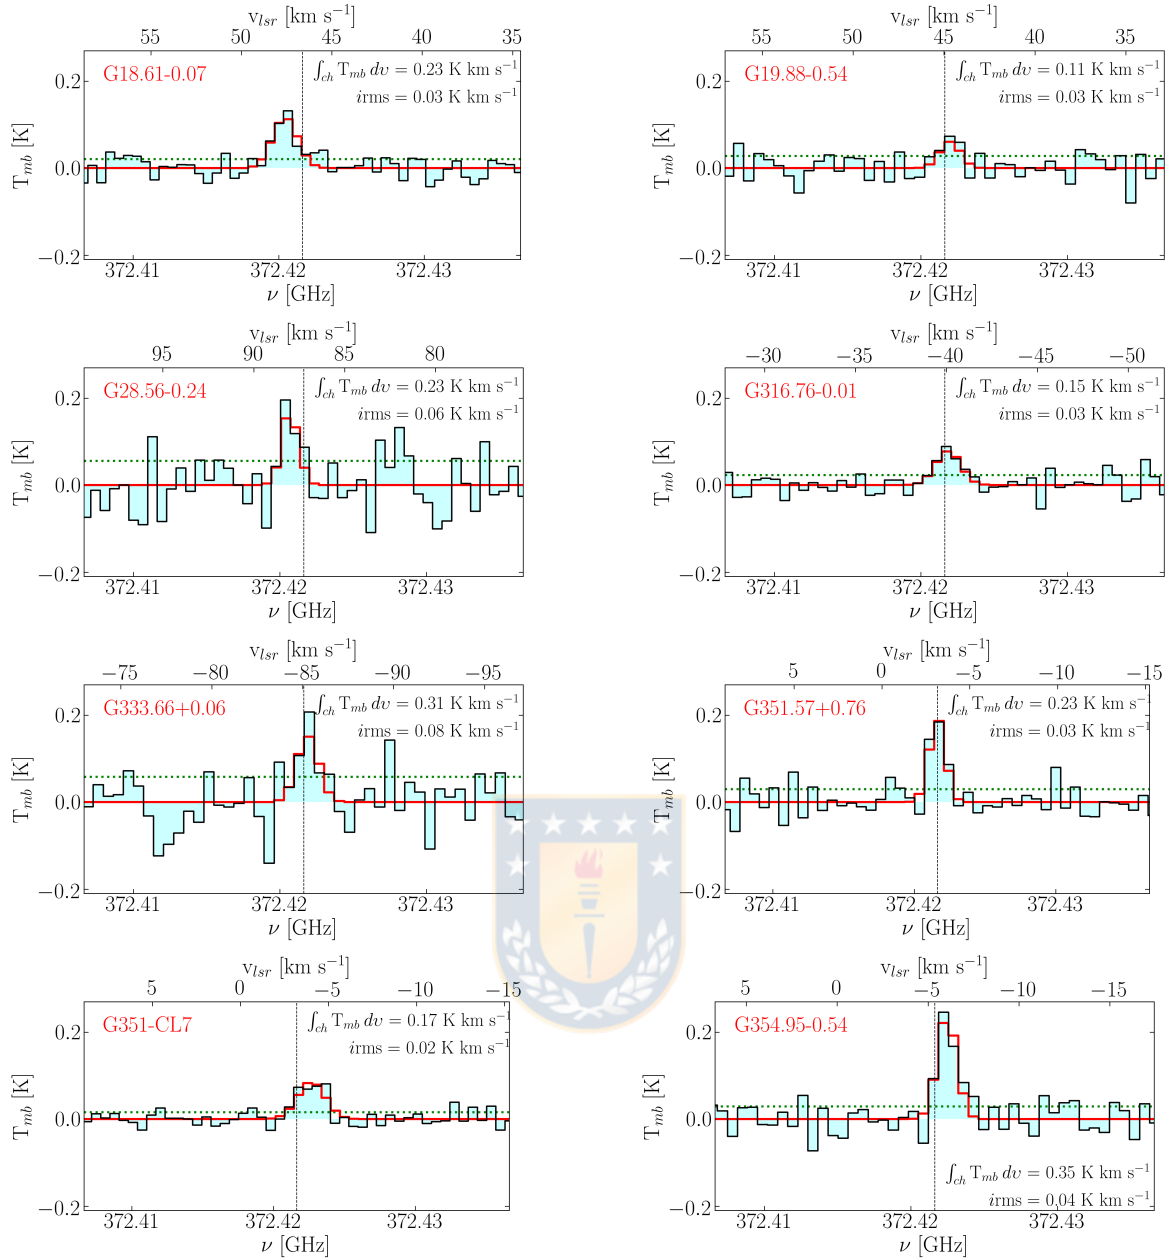 v_lsr [km s⁻¹]
55 50 45 40 35
G18.61-0.07
∫_ch T_mb dυ = 0.23 K km s⁻¹
irms = 0.03 K km s⁻¹
T_mb [K]
0.2
0.0
−0.2
372.41 372.42 372.43
ν [GHz]
v_lsr [km s⁻¹]
55 50 45 40 35
G19.88-0.54
∫_ch T_mb dυ = 0.11 K km s⁻¹
irms = 0.03 K km s⁻¹
T_mb [K]
0.2
0.0
−0.2
372.41 372.42 372.43
ν [GHz]
v_lsr [km s⁻¹]
95 90 85 80
G28.56-0.24
∫_ch T_mb dυ = 0.23 K km s⁻¹
irms = 0.06 K km s⁻¹
T_mb [K]
0.2
0.0
−0.2
372.41 372.42 372.43
ν [GHz]
v_lsr [km s⁻¹]
−30 −35 −40 −45 −50
G316.76-0.01
∫_ch T_mb dυ = 0.15 K km s⁻¹
irms = 0.03 K km s⁻¹
T_mb [K]
0.2
0.0
−0.2
372.41 372.42 372.43
ν [GHz]
v_lsr [km s⁻¹]
−75 −80 −85 −90 −95
G333.66+0.06
∫_ch T_mb dυ = 0.31 K km s⁻¹
irms = 0.08 K km s⁻¹
T_mb [K]
0.2
0.0
−0.2
372.41 372.42 372.43
ν [GHz]
v_lsr [km s⁻¹]
5 0 −5 −10 −15
G351.57+0.76
∫_ch T_mb dυ = 0.23 K km s⁻¹
irms = 0.03 K km s⁻¹
T_mb [K]
0.2
0.0
−0.2
372.41 372.42 372.43
ν [GHz]
v_lsr [km s⁻¹]
5 0 −5 −10 −15
G351-CL7
∫_ch T_mb dυ = 0.17 K km s⁻¹
irms = 0.02 K km s⁻¹
T_mb [K]
0.2
0.0
−0.2
372.41 372.42 372.43
ν [GHz]
v_lsr [km s⁻¹]
5 0 −5 −10 −15
G354.95-0.54
T_mb [K]
0.2
0.0
−0.2
∫_ch T_mb dυ = 0.35 K km s⁻¹
irms = 0.04 K km s⁻¹
372.41 372.42 372.43
ν [GHz]